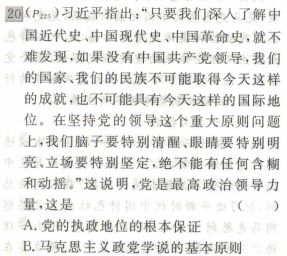 20 (P225)习近平指出:“只要我们深入了解中
国近代史、中国现代史、中国革命史,就不
难发现,如果没有中国共产党领导,我们
的国家、我们的民族不可能取得今天这样
的成就,也不可能具有今天这样的国际地
位。在坚持党的领导这个重大原则问题
上,我们脑子要特别清醒、眼睛要特别明
亮、立场要特别坚定,绝不能有任何含糊
和动摇。”这说明,党是最高政治领导力
量,这是 ( )
A. 党的执政地位的根本保证
B. 马克思主义政党学说的基本原则